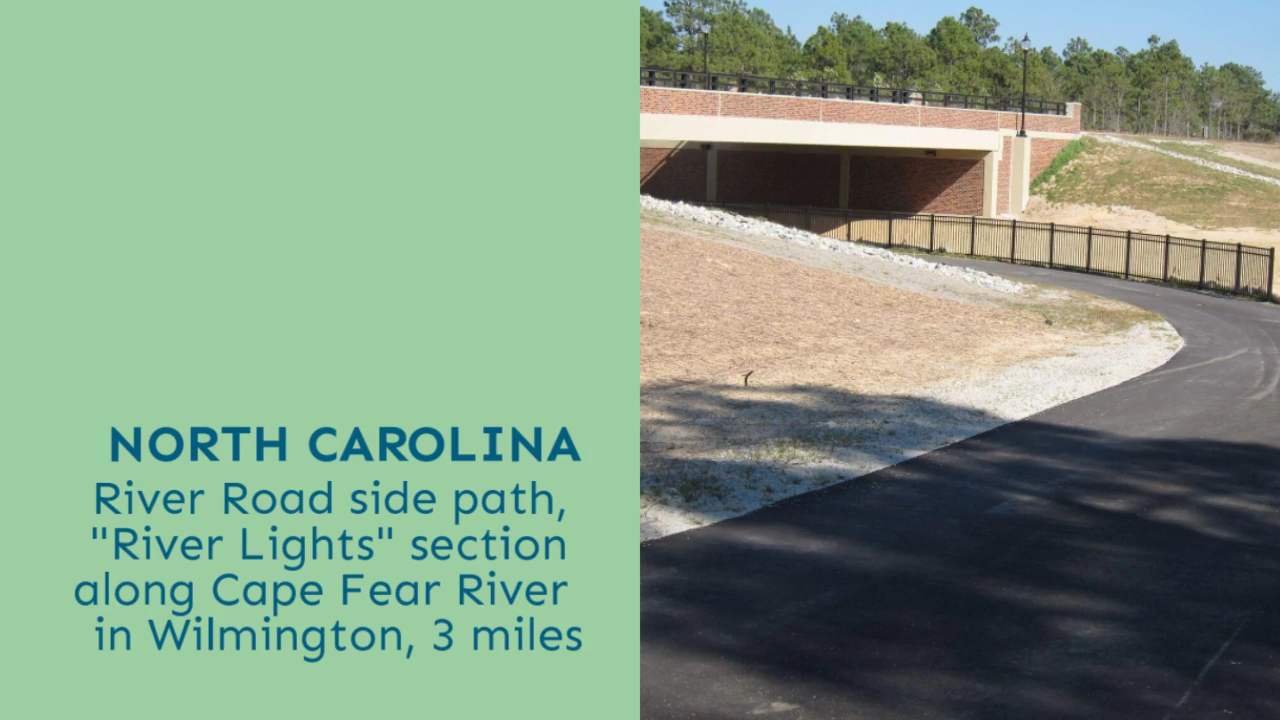 NORTH CAROLINA
River Road side path,
"River Lights" section
along Cape Fear River
in Wilmington, 3 miles